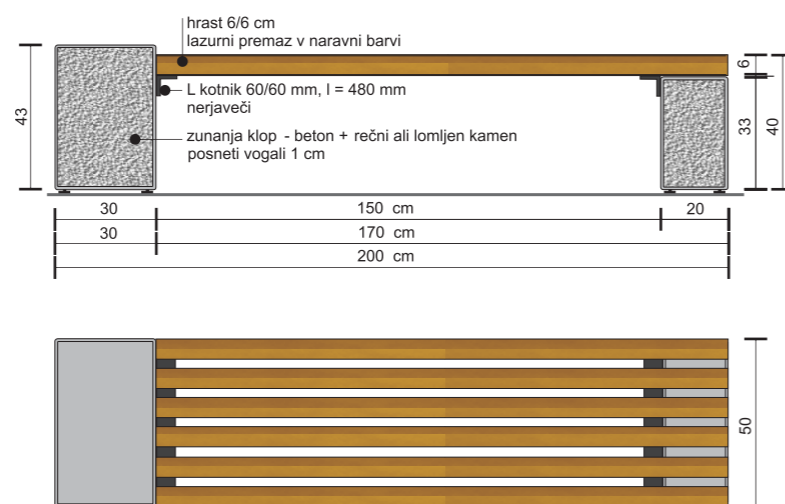 hrast 6/6 cm
lazurni premaz v naravni barvi
L kotnik 60/60 mm, l = 480 mm
nerjaveči
zunanja klop - beton + rečni ali lomljen kamen
posneti vogali 1 cm
43
6
33
40
30
150 cm
20
30
170 cm
200 cm
50